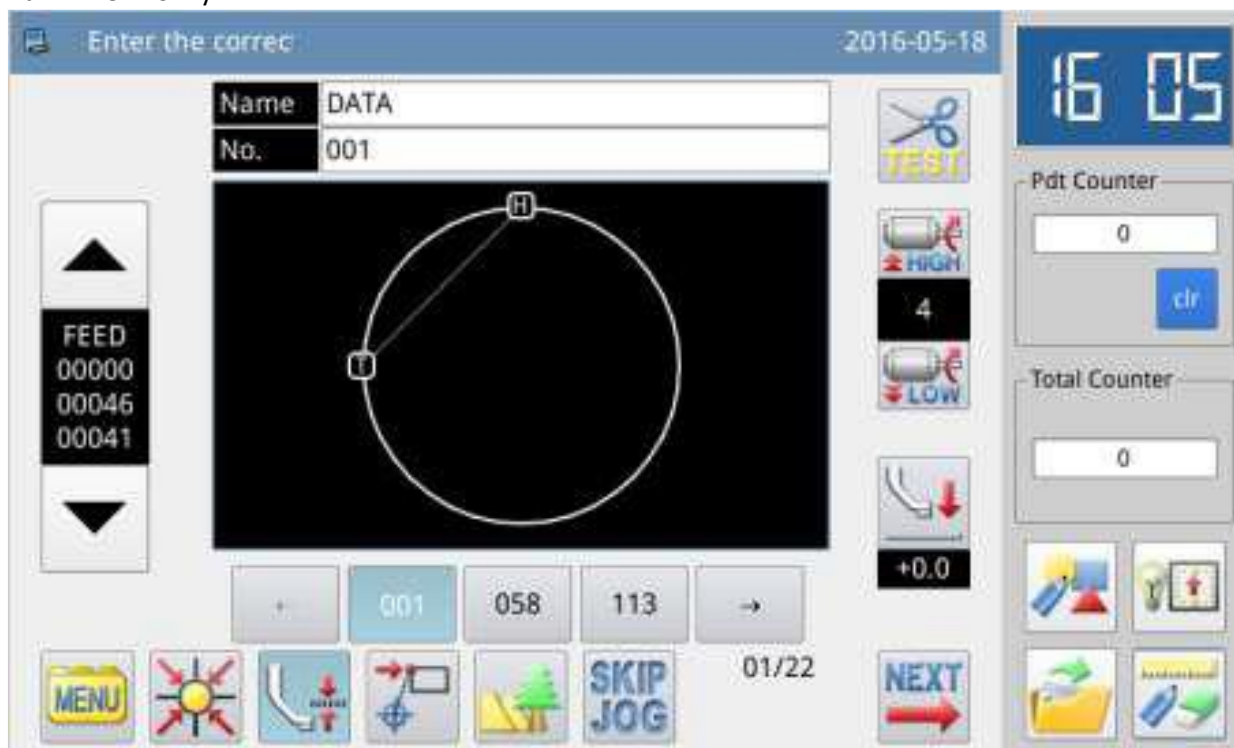 Enter the correc
2016-05-18
16 05
Name DATA
No. 001
TEST
H
T
HIGH
4
LOW
+0.0
FEED
00000
00046
00041
Pdt Counter
0
clr
Total Counter
0
← 001 058 113 →
01/22
MENU
SKIP
JOG
NEXT